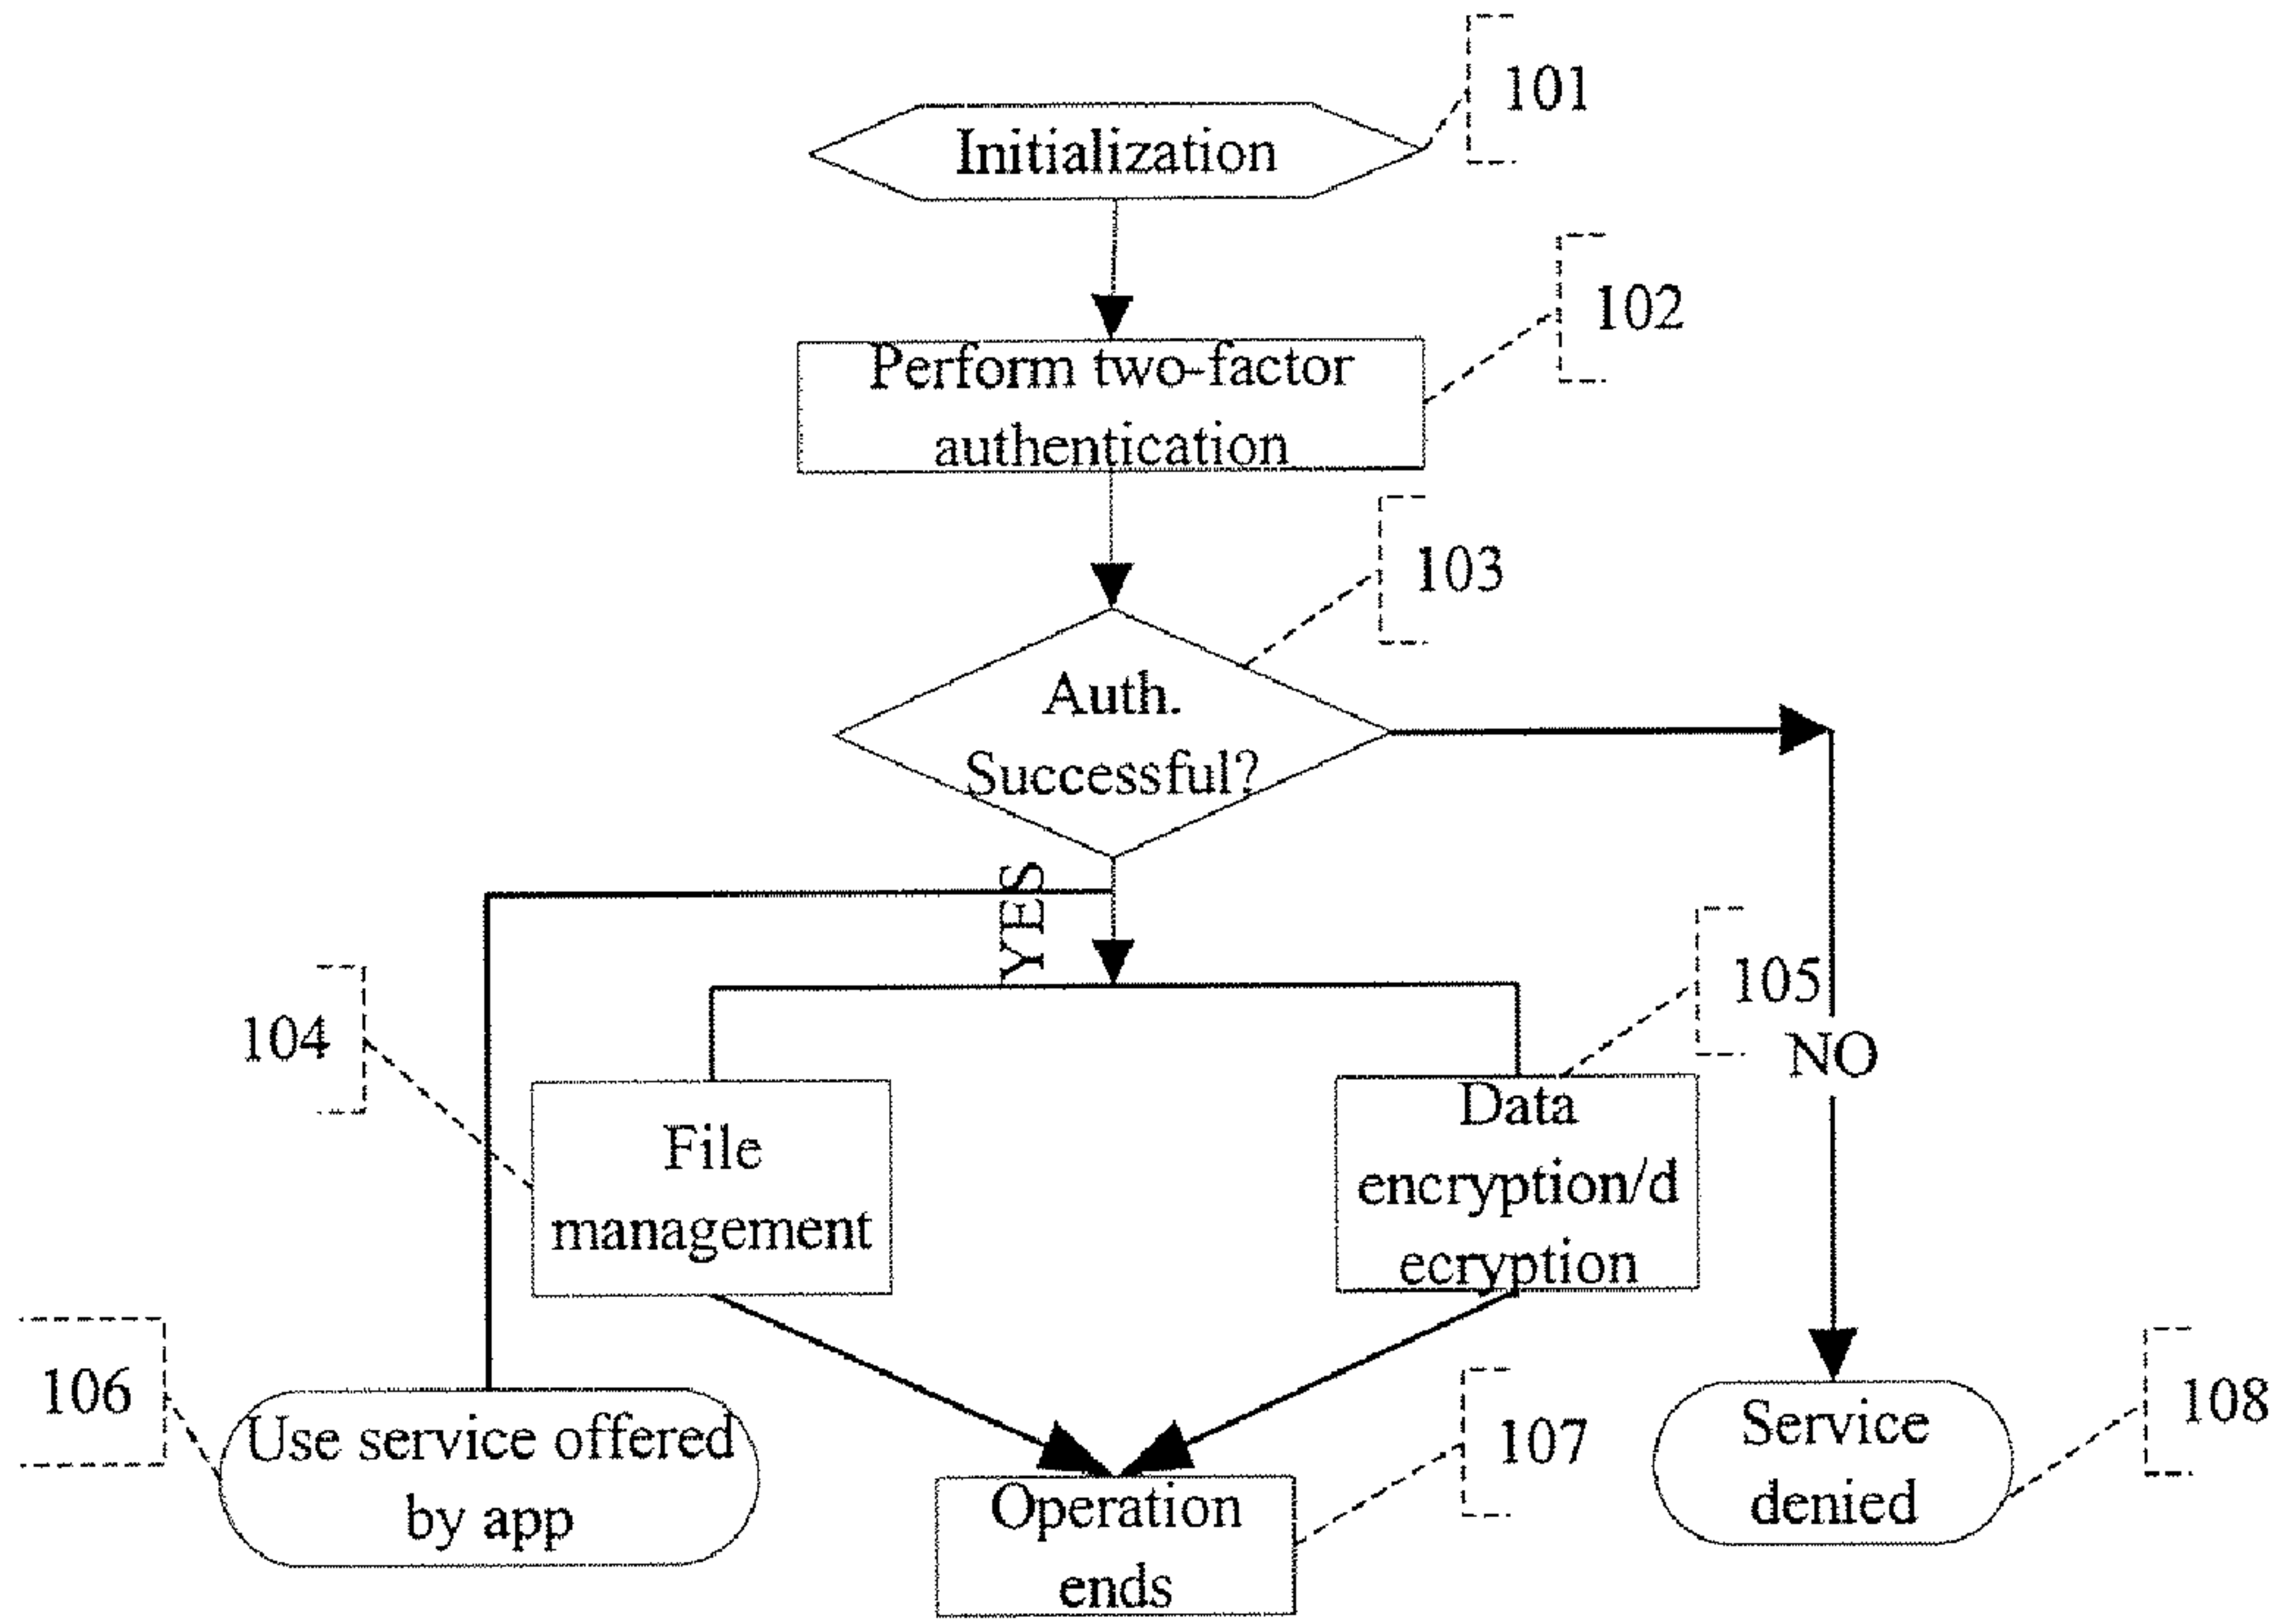 101
Initialization
102
Perform two-factor
authentication
103
Auth.
Successful?
YES
105
104
NO
File
management
Data
encryption/d
ecryption
106
Use service offered
by app
107
Operation
ends
108
Service
denied